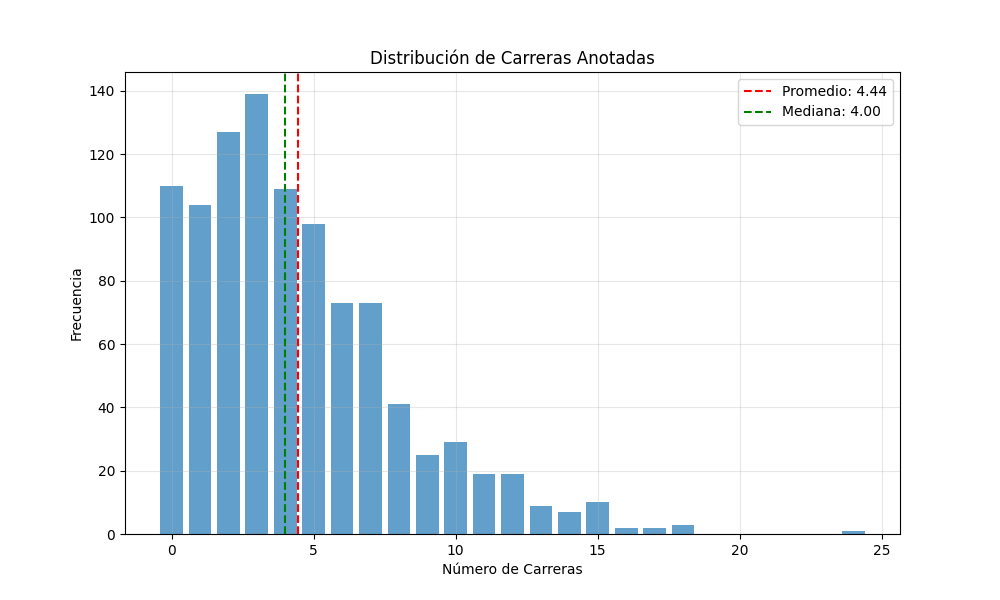 Distribución de Carreras Anotadas
Promedio: 4.44
Mediana: 4.00
140
120
100
80
60
40
20
0
Frecuencia
0 5 10 15 20 25
Número de Carreras